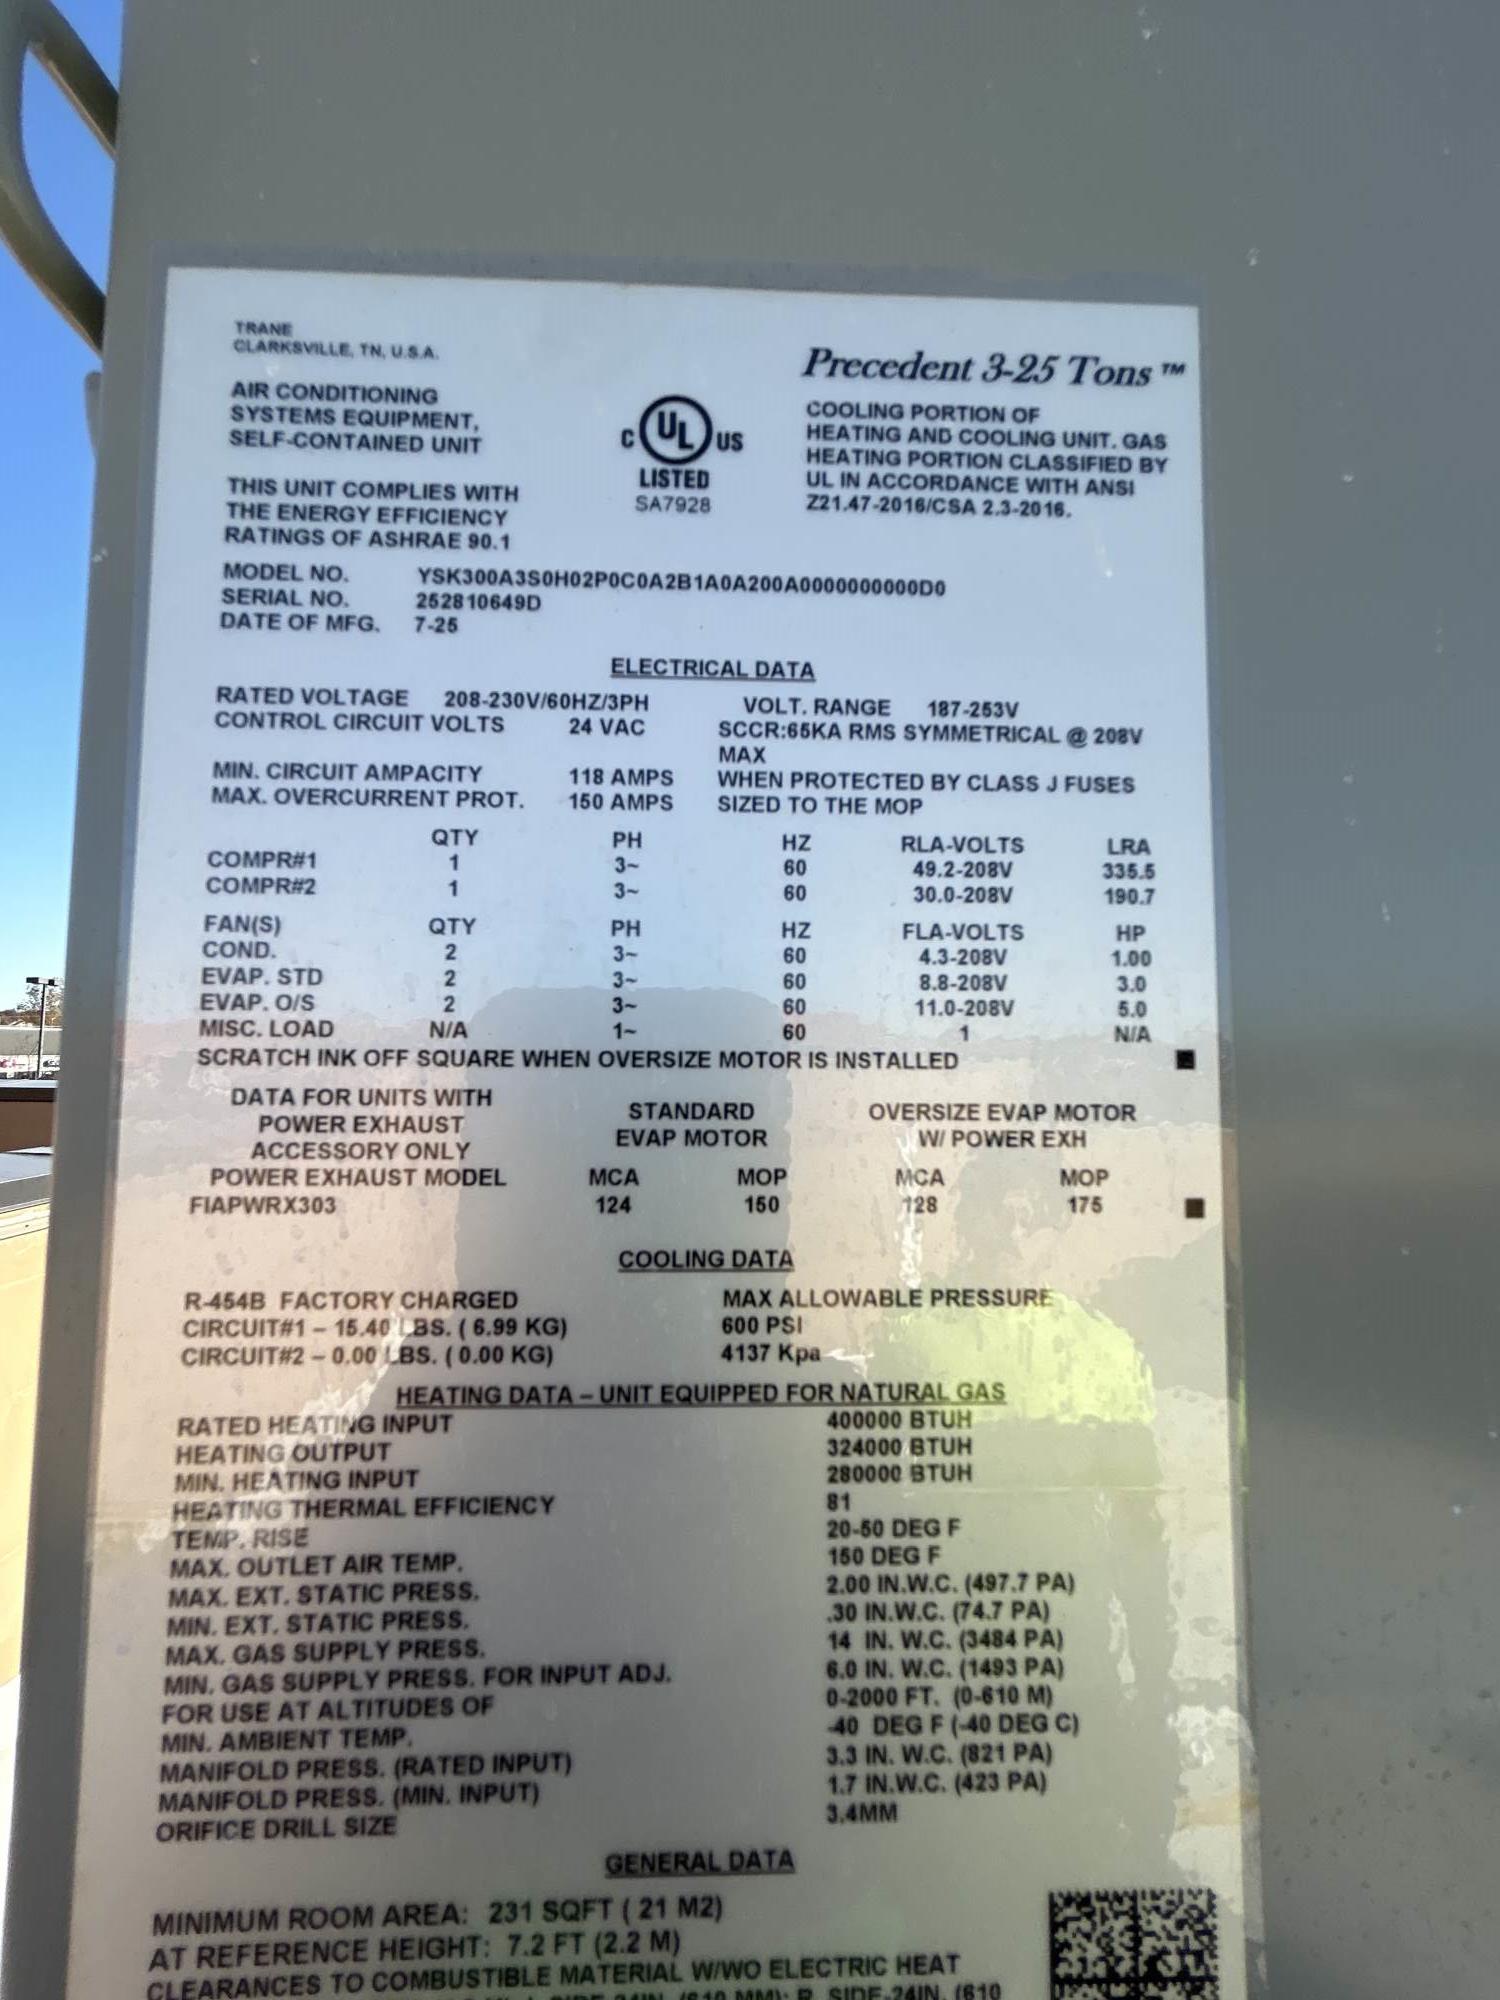 TRANE
CLARKSVILLE, TN, U.S.A.
Precedent 3-25 Tons™
AIR CONDITIONING
SYSTEMS EQUIPMENT,
SELF-CONTAINED UNIT
THIS UNIT COMPLIES WITH
THE ENERGY EFFICIENCY
RATINGS OF ASHRAE 90.1
C UL US
LISTED
SA7928
COOLING PORTION OF
HEATING AND COOLING UNIT. GAS
HEATING PORTION CLASSIFIED BY
UL IN ACCORDANCE WITH ANSI
Z21.47-2016/CSA 2.3-2016.
MODEL NO. YSK300A3S0H02P0C0A2B1A0A200A0000000000D0
SERIAL NO. 252810649D
DATE OF MFG. 7-25
ELECTRICAL DATA
RATED VOLTAGE 208-230V/60HZ/3PH VOLT. RANGE 187-253V
CONTROL CIRCUIT VOLTS 24 VAC SCCR:65KA RMS SYMMETRICAL @ 208V
MAX
MIN. CIRCUIT AMPACITY 118 AMPS WHEN PROTECTED BY CLASS J FUSES
MAX. OVERCURRENT PROT. 150 AMPS SIZED TO THE MOP
QTY PH HZ RLA-VOLTS LRA
COMPR#1 1 3~ 60 49.2-208V 335.5
COMPR#2 1 3~ 60 30.0-208V 190.7
FAN(S) QTY PH HZ FLA-VOLTS HP
COND. 2 3~ 60 4.3-208V 1.00
EVAP. STD 2 3~ 60 8.8-208V 3.0
EVAP. O/S 2 3~ 60 11.0-208V 5.0
MISC. LOAD N/A 1~ 60 1 N/A
SCRATCH INK OFF SQUARE WHEN OVERSIZE MOTOR IS INSTALLED ■
DATA FOR UNITS WITH
POWER EXHAUST STANDARD OVERSIZE EVAP MOTOR
ACCESSORY ONLY EVAP MOTOR W/ POWER EXH
POWER EXHAUST MODEL MCA MOP MCA MOP
FIAPWRX303 124 150 128 175 ■
COOLING DATA
R-454B FACTORY CHARGED MAX ALLOWABLE PRESSURE
CIRCUIT#1 – 15.40 LBS. ( 6.99 KG) 600 PSI
CIRCUIT#2 – 0.00 LBS. ( 0.00 KG) 4137 Kpa
HEATING DATA – UNIT EQUIPPED FOR NATURAL GAS
RATED HEATING INPUT 400000 BTUH
HEATING OUTPUT 324000 BTUH
MIN. HEATING INPUT 280000 BTUH
HEATING THERMAL EFFICIENCY 81
TEMP. RISE 20-50 DEG F
MAX. OUTLET AIR TEMP. 150 DEG F
MAX. EXT. STATIC PRESS. 2.00 IN.W.C. (497.7 PA)
MIN. EXT. STATIC PRESS. .30 IN.W.C. (74.7 PA)
MAX. GAS SUPPLY PRESS. 14 IN. W.C. (3484 PA)
MIN. GAS SUPPLY PRESS. FOR INPUT ADJ. 6.0 IN. W.C. (1493 PA)
FOR USE AT ALTITUDES OF 0-2000 FT. (0-610 M)
MIN. AMBIENT TEMP. -40 DEG F (-40 DEG C)
MANIFOLD PRESS. (RATED INPUT) 3.3 IN. W.C. (821 PA)
MANIFOLD PRESS. (MIN. INPUT) 1.7 IN.W.C. (423 PA)
ORIFICE DRILL SIZE 3.4MM
GENERAL DATA
MINIMUM ROOM AREA: 231 SQFT ( 21 M2)
AT REFERENCE HEIGHT: 7.2 FT (2.2 M)
CLEARANCES TO COMBUSTIBLE MATERIAL W/WO ELECTRIC HEAT
SIDE-24IN. (610 MM); R. SIDE-24IN. (610